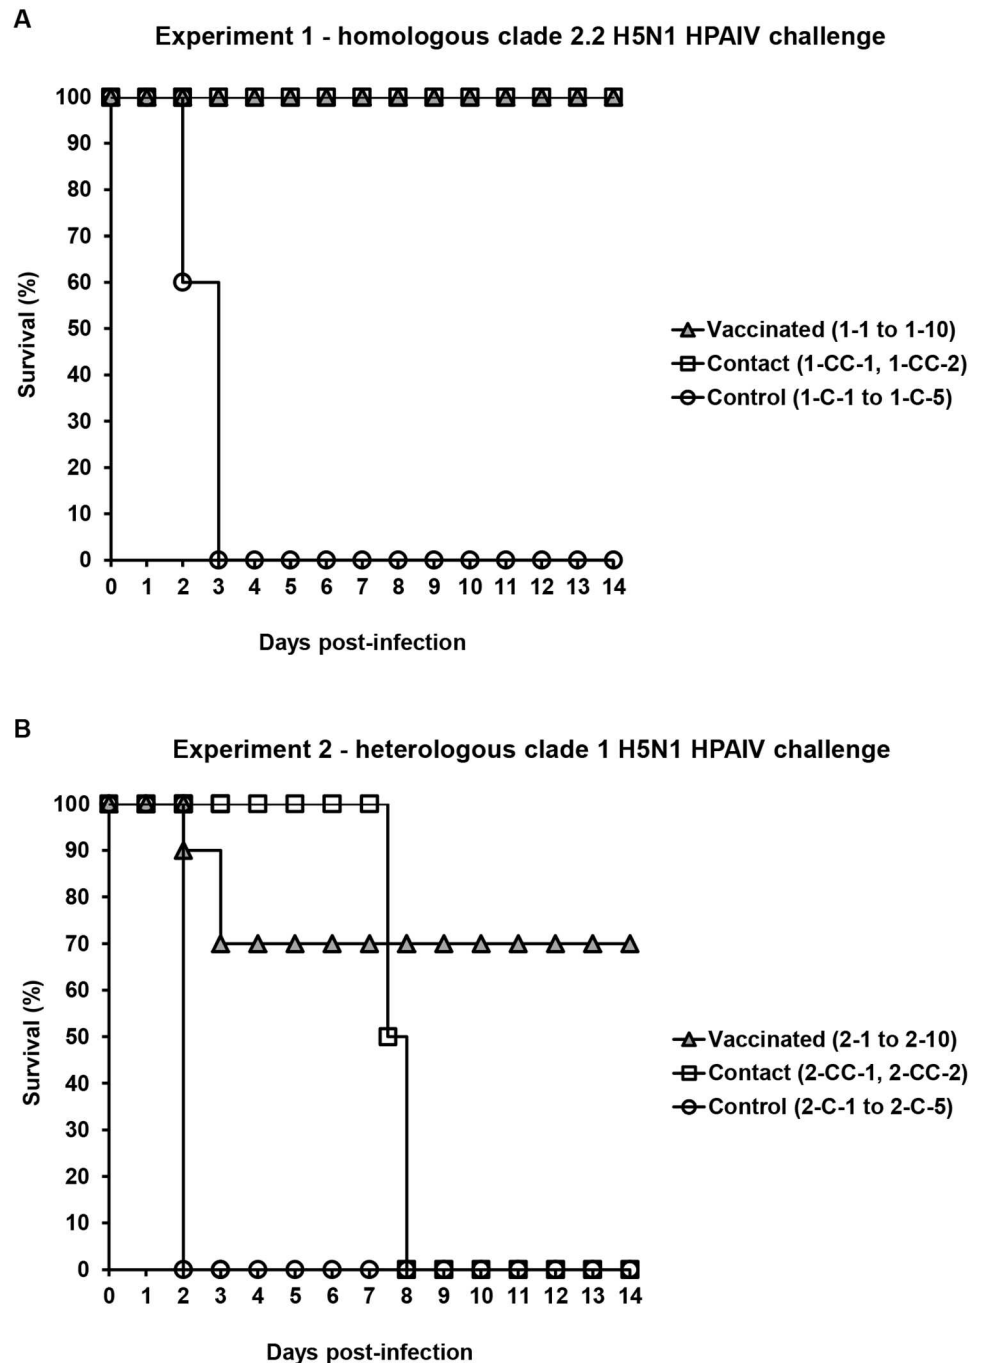 A
Experiment 1 - homologous clade 2.2 H5N1 HPAIV challenge
100
90
80
70
60
50
40
30
20
10
0
Survival (%)
0 1 2 3 4 5 6 7 8 9 10 11 12 13 14
Days post-infection
Vaccinated (1-1 to 1-10)
Contact (1-CC-1, 1-CC-2)
Control (1-C-1 to 1-C-5)
B
Experiment 2 - heterologous clade 1 H5N1 HPAIV challenge
100
90
80
70
60
50
40
30
20
10
0
Survival (%)
0 1 2 3 4 5 6 7 8 9 10 11 12 13 14
Days post-infection
Vaccinated (2-1 to 2-10)
Contact (2-CC-1, 2-CC-2)
Control (2-C-1 to 2-C-5)